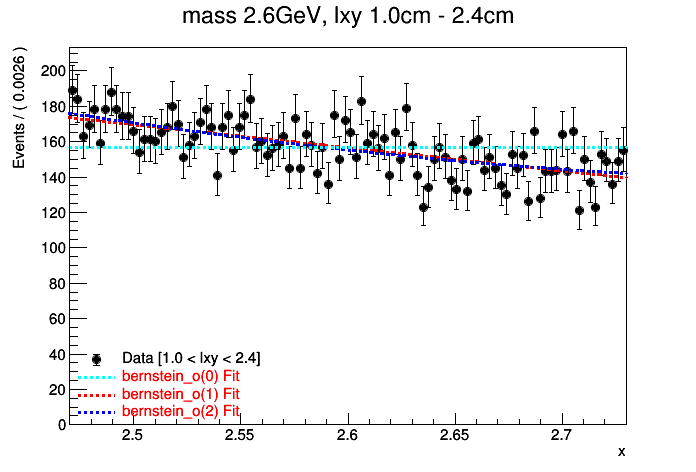 mass 2.6GeV, lxy 1.0cm - 2.4cm
Events / ( 0.0026 )
200
180
160
140
120
100
80
60
40
20
0
Data [1.0 < lxy < 2.4]
bernstein_o(0) Fit
bernstein_o(1) Fit
bernstein_o(2) Fit
2.5 2.55 2.6 2.65 2.7
x